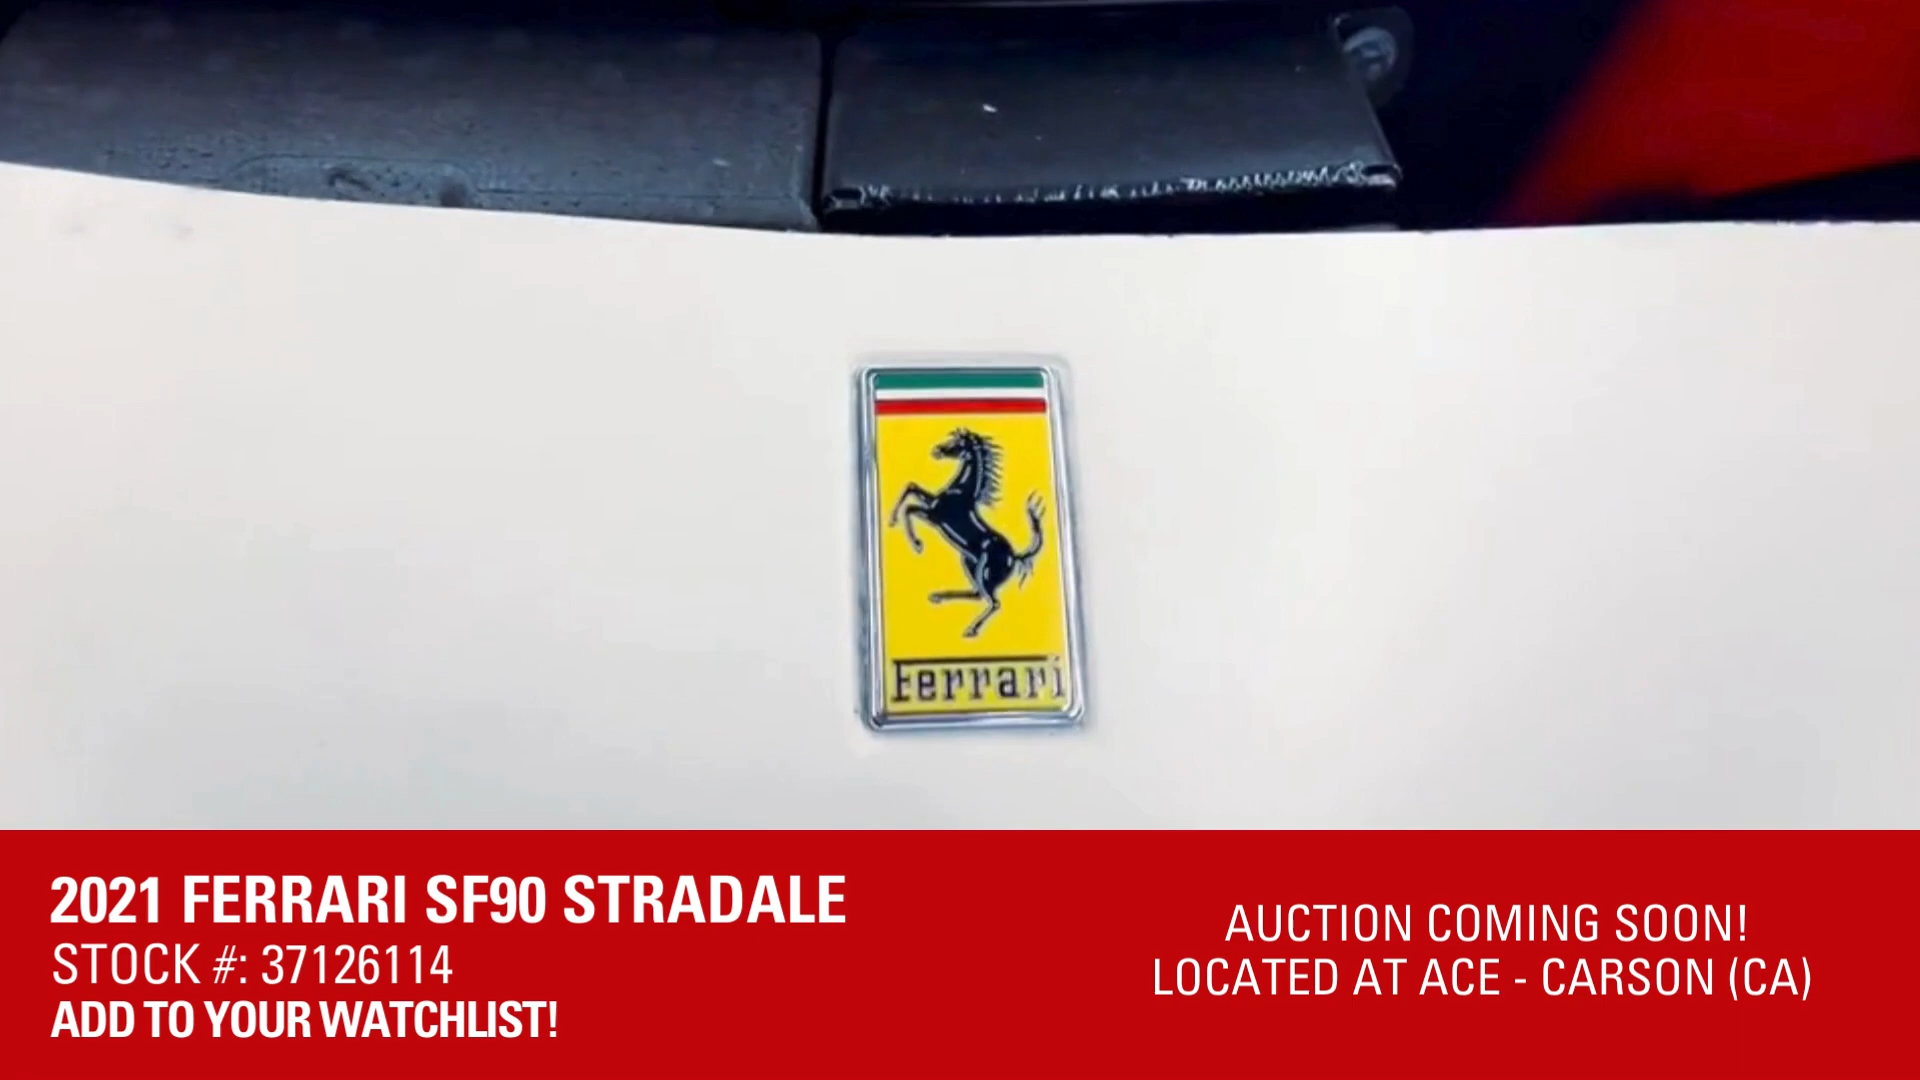 Ferrari
2021 FERRARI SF90 STRADALE
STOCK #: 37126114
ADD TO YOUR WATCHLIST!
AUCTION COMING SOON!
LOCATED AT ACE - CARSON (CA)